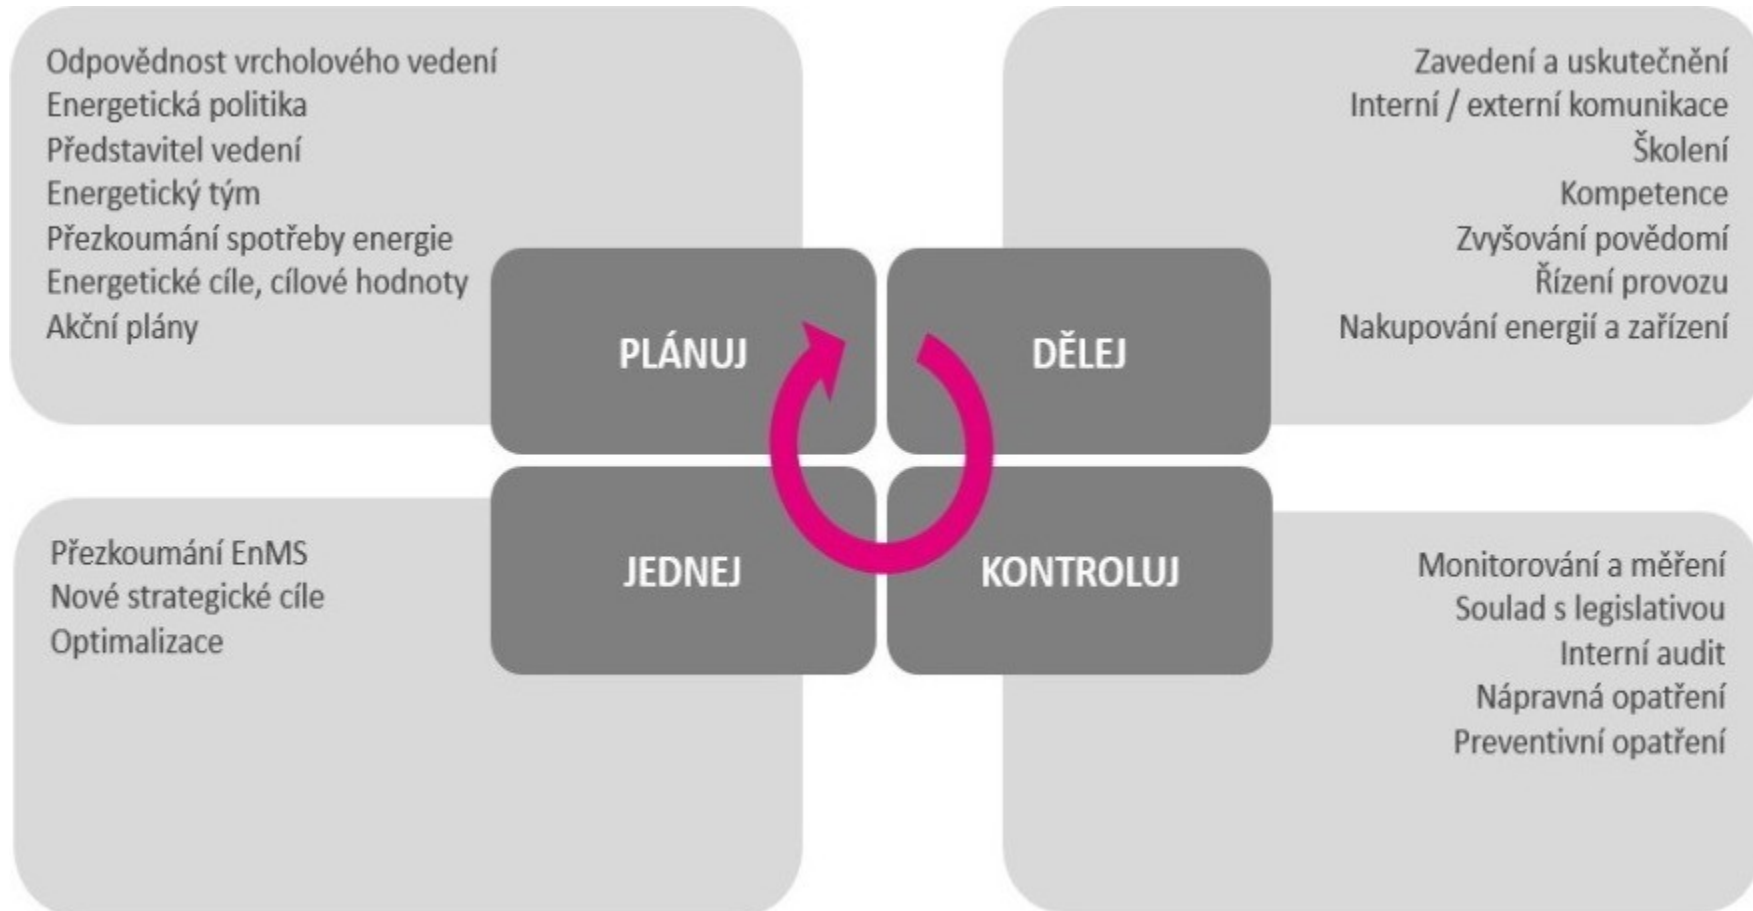 Odpovědnost vrcholového vedení
Energetická politika
Představitel vedení
Energetický tým
Přezkoumání spotřeby energie
Energetické cíle, cílové hodnoty
Akční plány
PLÁNUJ
Zavedení a uskutečnění
Interní / externí komunikace
Školení
Kompetence
Zvyšování povědomí
Řízení provozu
Nakupování energií a zařízení
DĚLEJ
Přezkoumání EnMS
Nové strategické cíle
Optimalizace
JEDNEJ
KONTROLUJ
Monitorování a měření
Soulad s legislativou
Interní audit
Nápravná opatření
Preventivní opatření